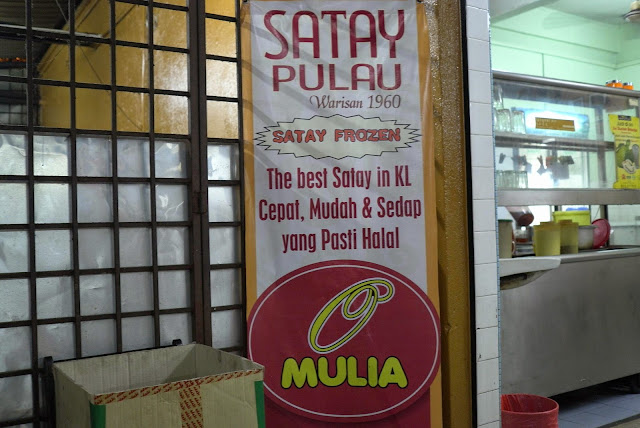 SATAY
PULAU
Warisan 1960
SATAY FROZEN
The best Satay in KL
Cepat, Mudah & Sedap
yang Pasti Halal
MULIA